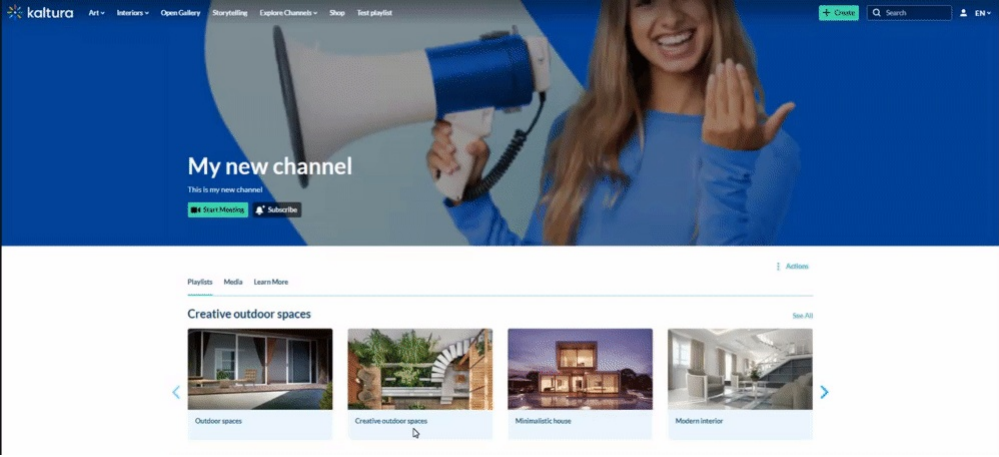 kaltura Art Interiors Open Gallery Storytelling Explore Channels Shop Test playlist + Create Search EN
My new channel
This is my new channel
Start Meeting Subscribe
Actions
Playlists Media Learn More
Creative outdoor spaces See All
Outdoor spaces Creative outdoor spaces Minimalistic house Modern interior